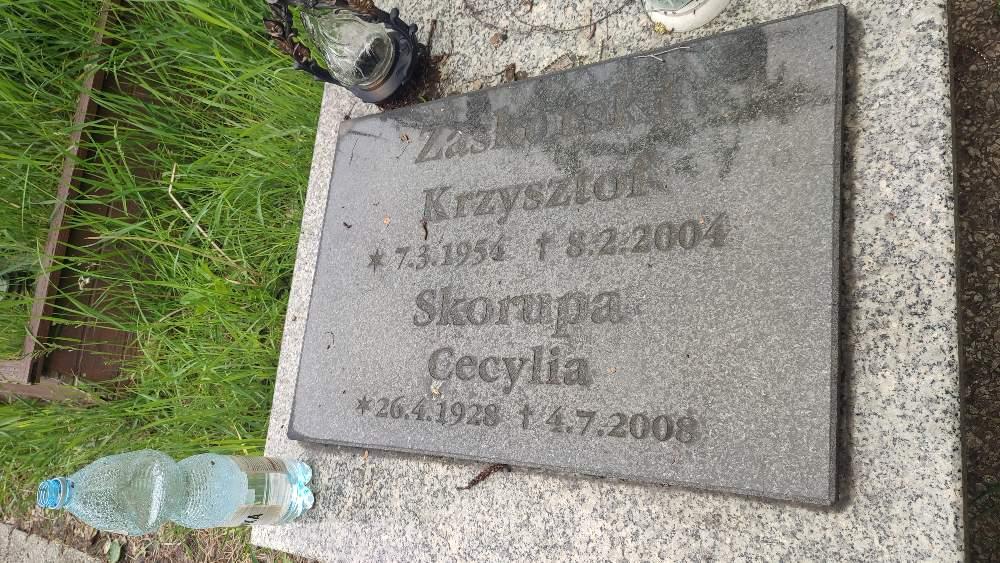 Krzysztof
* 7.3.1954 † 8.2.2004
Skorupa
Cecylia
* 26.4.1928 † 4.7.2008